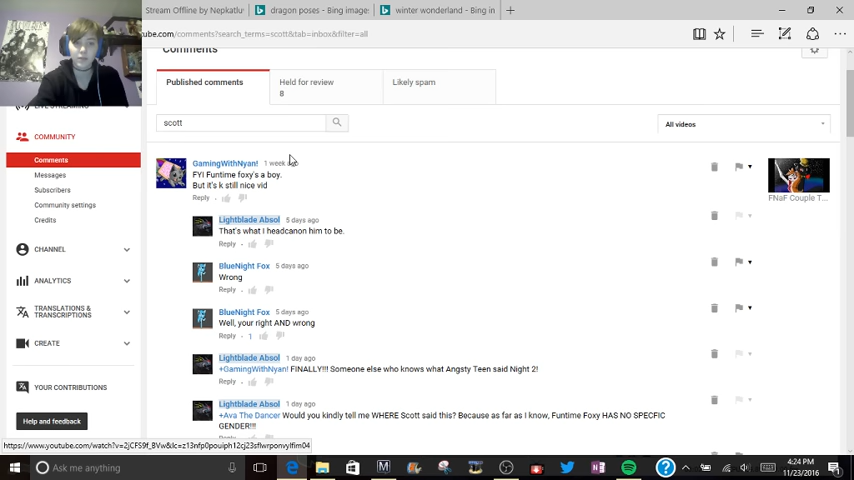 Stream Offline by Nepkatlu
dragon poses - Bing image:
winter wonderland - Bing in
cube.com/comments?search_terms=scott&tab=inbox&filter=all
Comments
Published comments
Held for review
8
Likely spam
LIVE STREAMING
COMMUNITY
Comments
Messages
Subscribers
Community settings
Credits
CHANNEL
ANALYTICS
TRANSLATIONS &
TRANSCRIPTIONS
CREATE
YOUR CONTRIBUTIONS
Help and feedback
scott
All videos
GamingWithNyan! 1 week ago
FYI Funtime foxy's a boy.
But it's k still nice vid
Reply
FNaF Couple T...
Lightblade Absol 5 days ago
That's what I headcanon him to be.
Reply
BlueNight Fox 5 days ago
Wrong
Reply
BlueNight Fox 5 days ago
Well, your right AND wrong
Reply 1
Lightblade Absol 1 day ago
+GamingWithNyan! FINALLY!!! Someone else who knows what Angsty Teen said Night 2!
Reply
Lightblade Absol 1 day ago
+Ava The Dancer Would you kindly tell me WHERE Scott said this? Because as far as I know, Funtime Foxy HAS NO SPECFIC
GENDER!!!
https://www.youtube.com/watch?v=2jCFS9f_BVw&lc=z13nfp0pouiph12cj23sflwrponvylfim04
Ask me anything
4:24 PM
11/23/2016